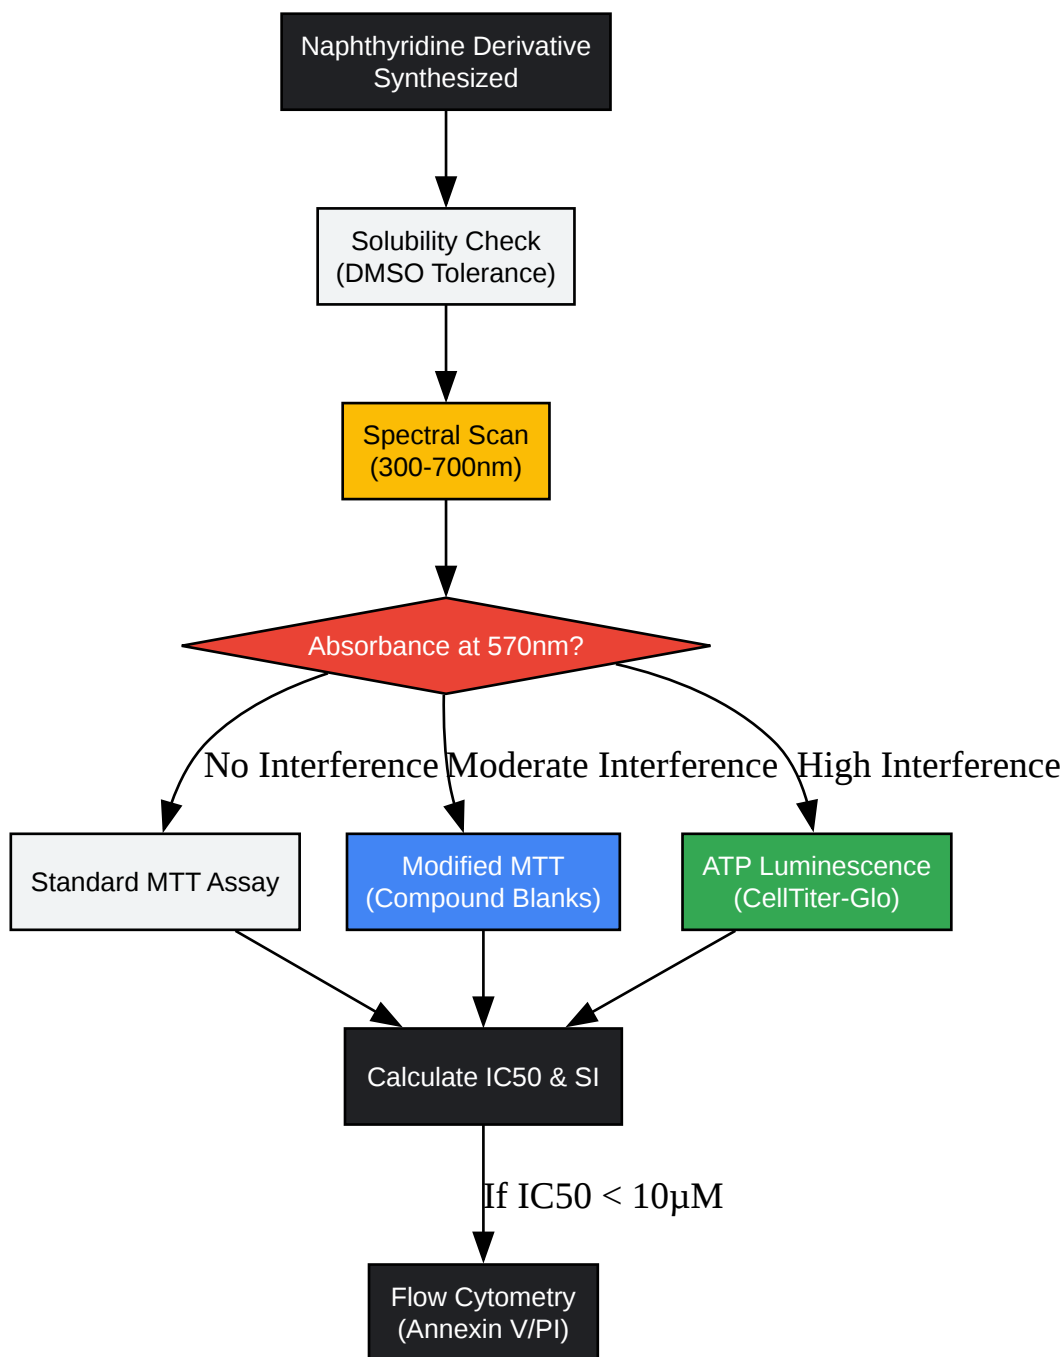 Naphthyridine Derivative
Synthesized
Solubility Check
(DMSO Tolerance)
Spectral Scan
(300-700nm)
Absorbance at 570nm?
No Interference
Moderate Interference
High Interference
Standard MTT Assay
Modified MTT
(Compound Blanks)
ATP Luminescence
(CellTiter-Glo)
Calculate IC50 & SI
If IC50 < 10µM
Flow Cytometry
(Annexin V/PI)